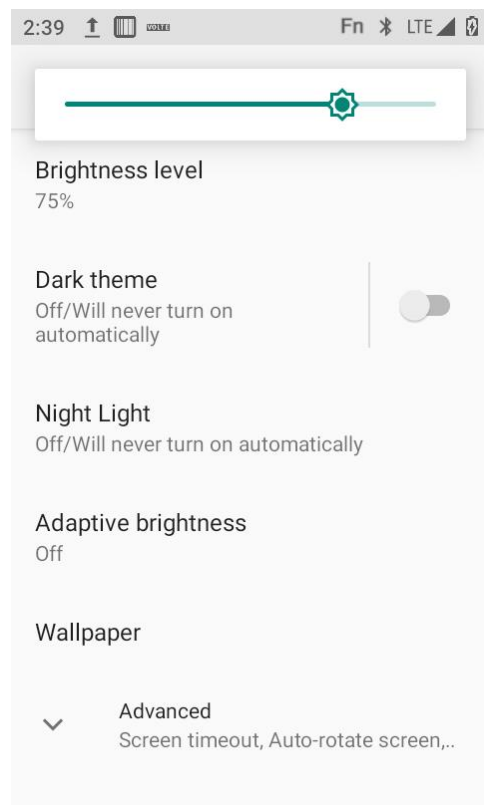 2:39 VOLTE Fn LTE
Brightness level
75%
Dark theme
Off/Will never turn on
automatically
Night Light
Off/Will never turn on automatically
Adaptive brightness
Off
Wallpaper
Advanced
Screen timeout, Auto-rotate screen,..